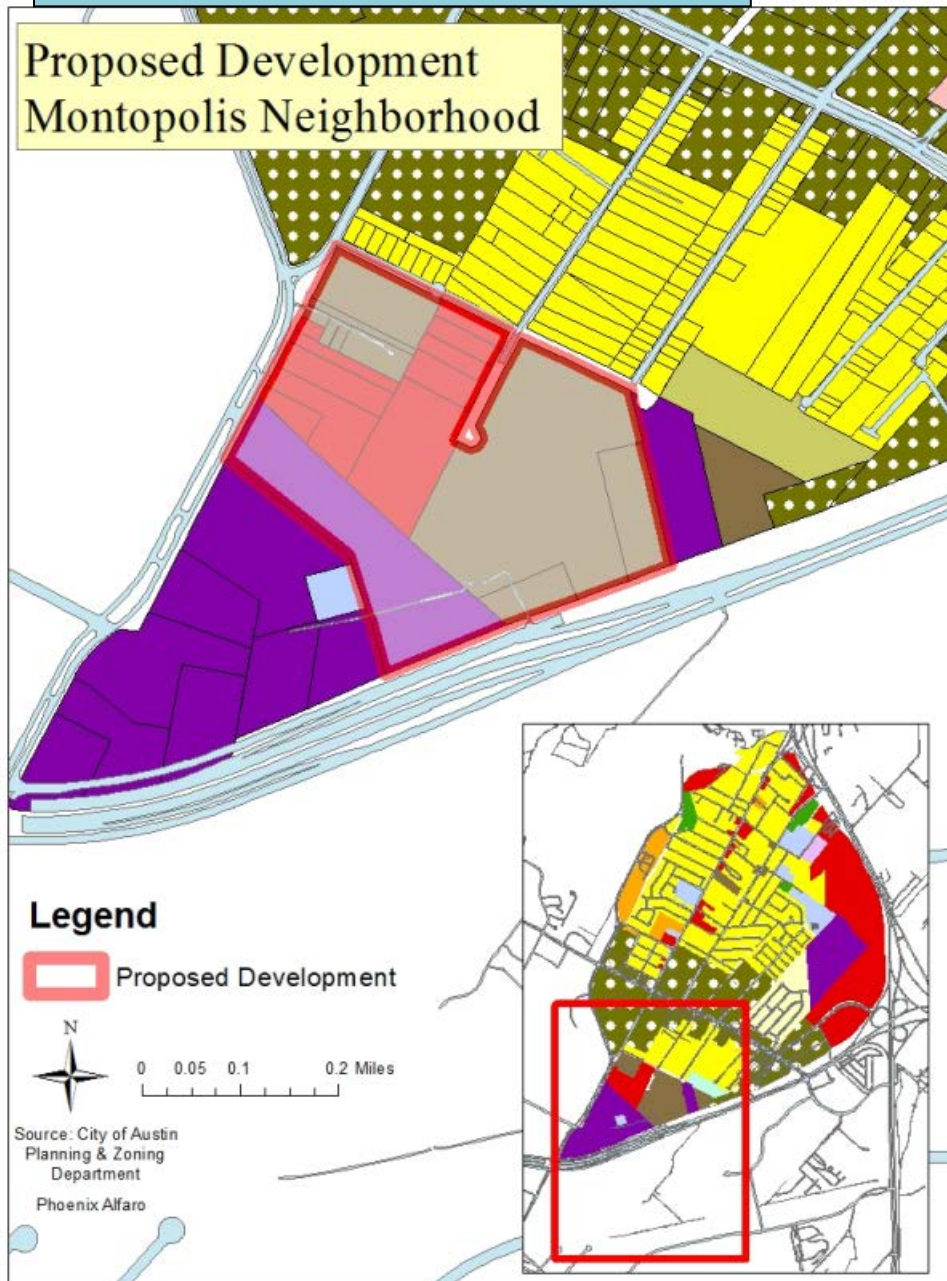 Proposed Development
Montopolis Neighborhood
Legend
Proposed Development
N
0 0.05 0.1 0.2 Miles
Source: City of Austin
Planning & Zoning
Department
Phoenix Alfaro